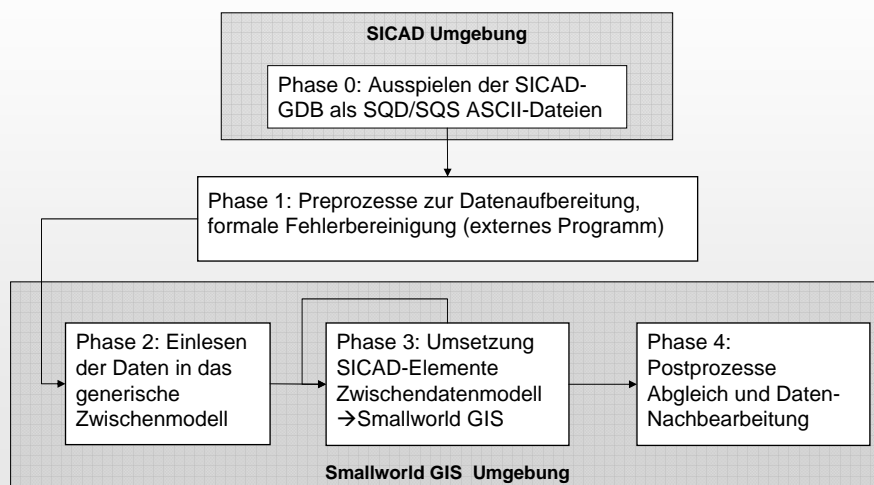 SICAD Umgebung
Phase 0: Ausspielen der SICAD-
GDB als SQD/SQS ASCII-Dateien
Phase 1: Preprozesse zur Datenaufbereitung,
formale Fehlerbereinigung (externes Programm)
Phase 2: Einlesen
der Daten in das
generische
Zwischenmodell
Phase 3: Umsetzung
SICAD-Elemente
Zwischendatenmodell
→Smallworld GIS
Phase 4:
Postprozesse
Abgleich und Daten-
Nachbearbeitung
Smallworld GIS Umgebung